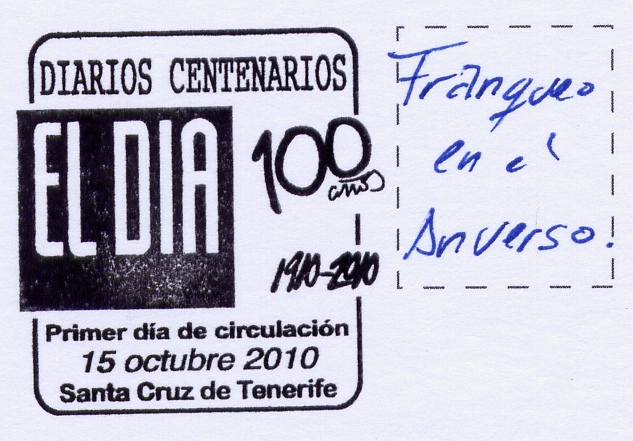 DIARIOS CENTENARIOS
EL DIA
100
años
1910-2010
Primer día de circulación
15 octubre 2010
Santa Cruz de Tenerife
Franqueo
en el
Anverso.